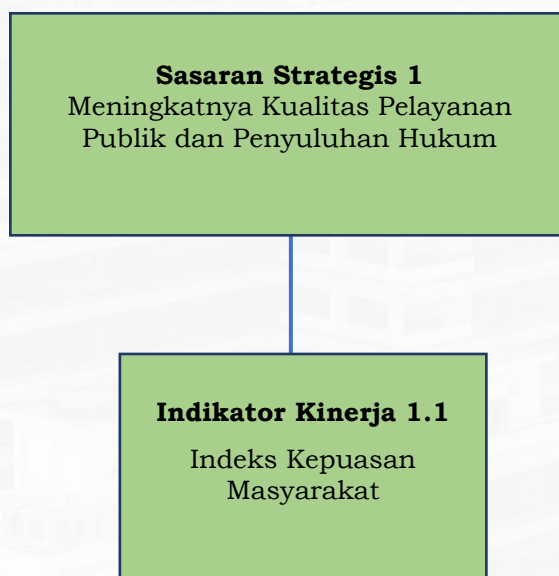 Sasaran Strategis 1
Meningkatnya Kualitas Pelayanan
Publik dan Penyuluhan Hukum
Indikator Kinerja 1.1
Indeks Kepuasan
Masyarakat